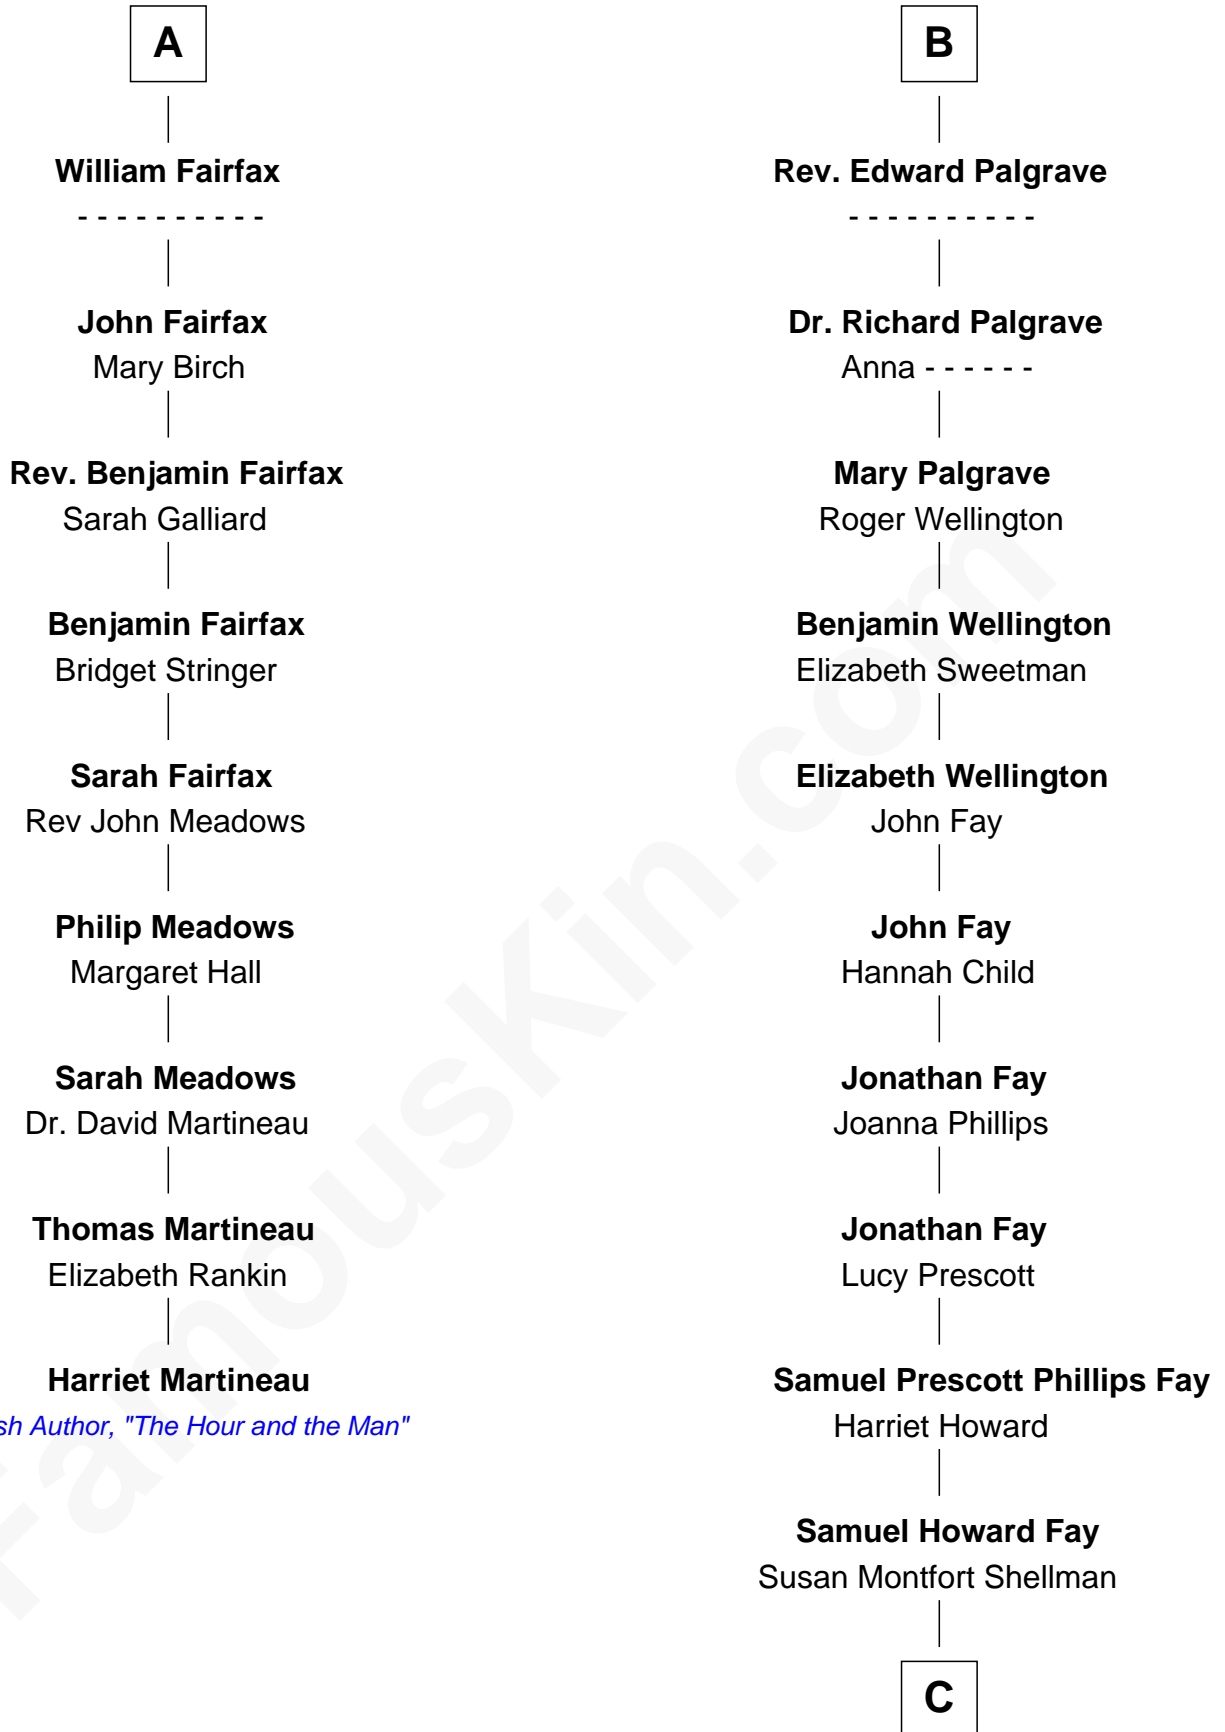 A
William Fairfax
- - - - - - - - - -
John Fairfax
Mary Birch
Rev. Benjamin Fairfax
Sarah Galliard
Benjamin Fairfax
Bridget Stringer
Sarah Fairfax
Rev John Meadows
Philip Meadows
Margaret Hall
Sarah Meadows
Dr. David Martineau
Thomas Martineau
Elizabeth Rankin
Harriet Martineau
Author, "The Hour and the Man"
B
Rev. Edward Palgrave
- - - - - - - - - -
Dr. Richard Palgrave
Anna - - - - - -
Mary Palgrave
Roger Wellington
Benjamin Wellington
Elizabeth Sweetman
Elizabeth Wellington
John Fay
John Fay
Hannah Child
Jonathan Fay
Joanna Phillips
Jonathan Fay
Lucy Prescott
Samuel Prescott Phillips Fay
Harriet Howard
Samuel Howard Fay
Susan Montfort Shellman
C
FamousKin.com